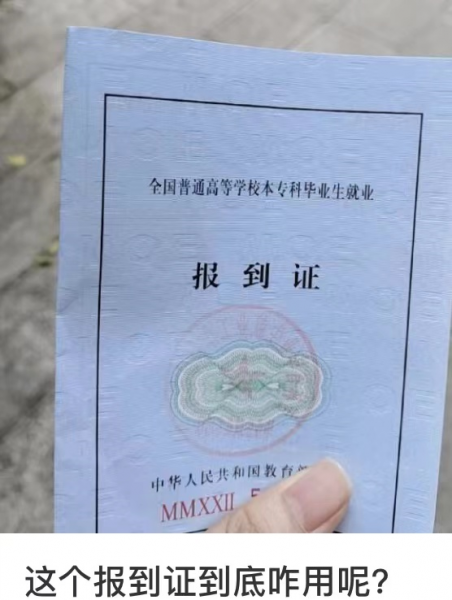 全国普通高等学校本专科毕业生就业
报到证
中华人民共和国教育部
MMXXII
这个报到证到底咋用呢?